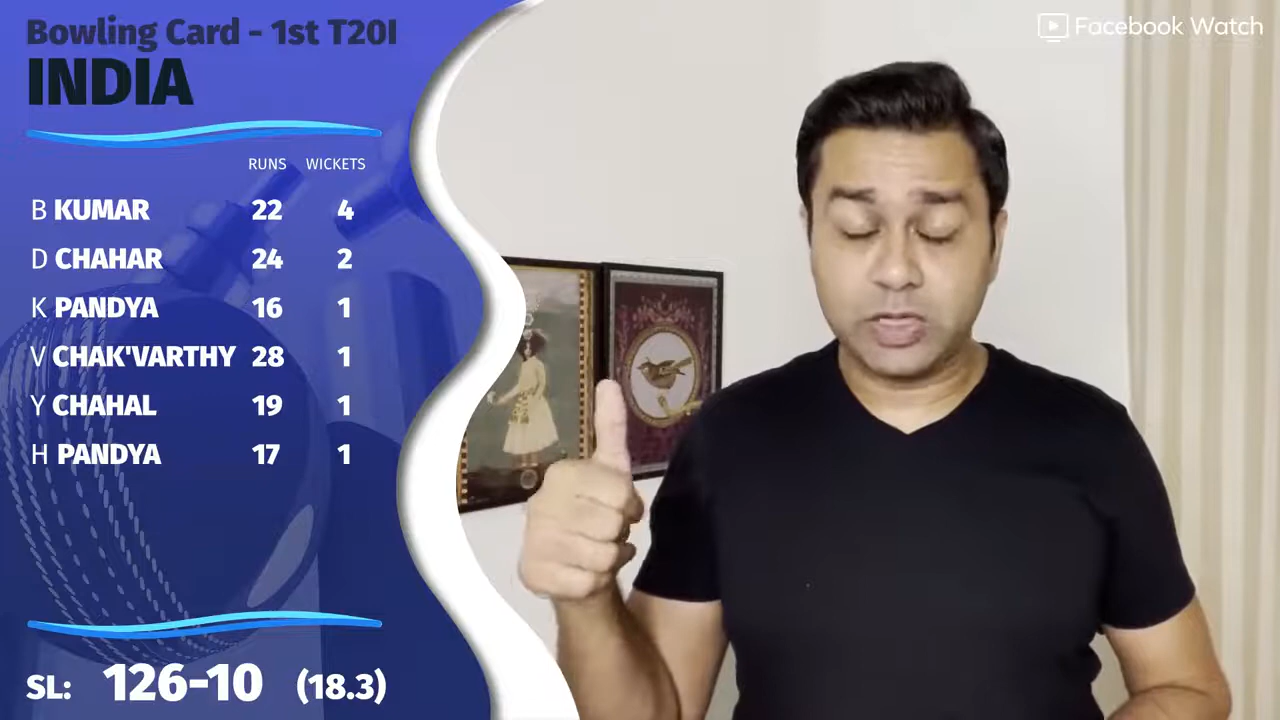 Bowling Card - 1st T20I
INDIA
Facebook Watch
RUNS WICKETS
B KUMAR 22 4
D CHAHAR 24 2
K PANDYA 16 1
V CHAK'VARTHY 28 1
Y CHAHAL 19 1
H PANDYA 17 1
SL: 126-10 (18.3)